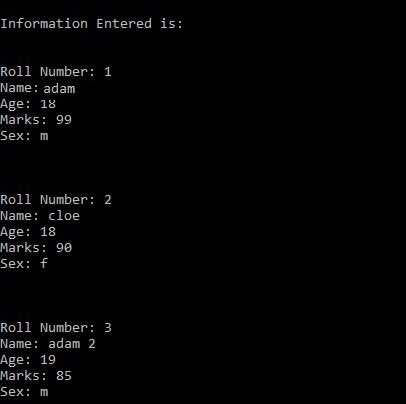 Information Entered is:
Roll Number: 1
Name: adam
Age: 18
Marks: 99
Sex: m
Roll Number: 2
Name: cloe
Age: 18
Marks: 90
Sex: f
Roll Number: 3
Name: adam 2
Age: 19
Marks: 85
Sex: m